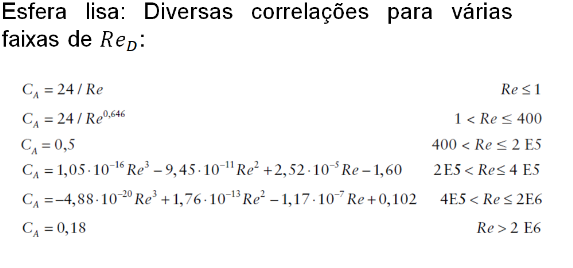 Esfera lisa: Diversas correlações para várias
faixas de Re_D:
C_A = 24 / Re Re ≤ 1
C_A = 24 / Re^0,646 1 < Re ≤ 400
C_A = 0,5 400 < Re ≤ 2 E5
C_A = 1,05·10^-16 Re^3 − 9,45·10^-11 Re^2 + 2,52·10^-5 Re − 1,60 2E5 < Re ≤ 4 E5
C_A = −4,88·10^-20 Re^3 + 1,76·10^-13 Re^2 − 1,17·10^-7 Re + 0,102 4E5 < Re ≤ 2E6
C_A = 0,18 Re > 2 E6